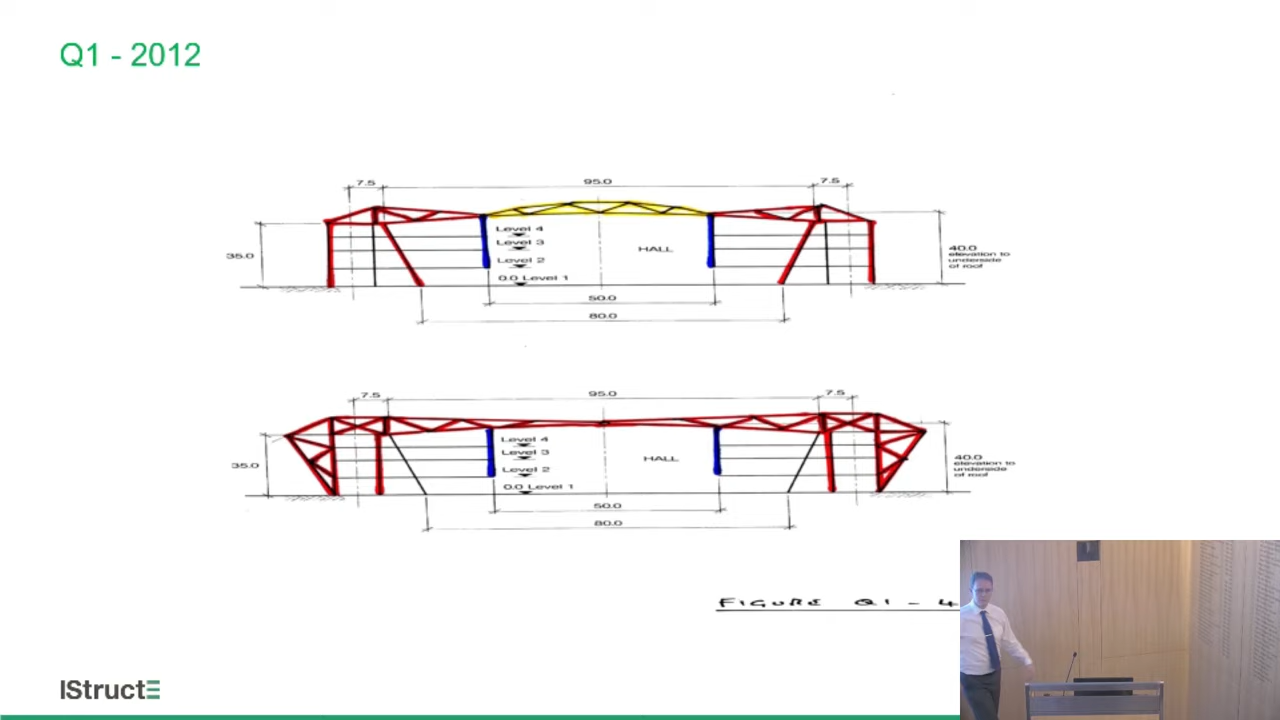 Q1 - 2012
7.5
95.0
7.5
Level 4
Level 3
Level 2
0.0 Level 1
HALL
35.0
40.0
elevation to
underside
of roof
50.0
80.0
7.5
95.0
7.5
Level 4
Level 3
Level 2
0.0 Level 1
HALL
35.0
40.0
elevation to
underside
of roof
50.0
80.0
FIGURE Q1 - 4
IStructE